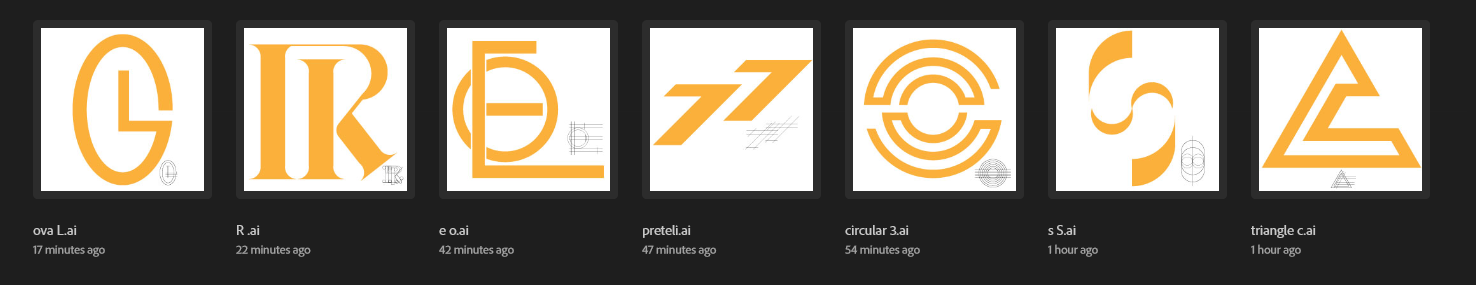 ova L.ai
17 minutes ago
R .ai
22 minutes ago
e o.ai
42 minutes ago
preteli.ai
47 minutes ago
circular 3.ai
54 minutes ago
s S.ai
1 hour ago
triangle c.ai
1 hour ago